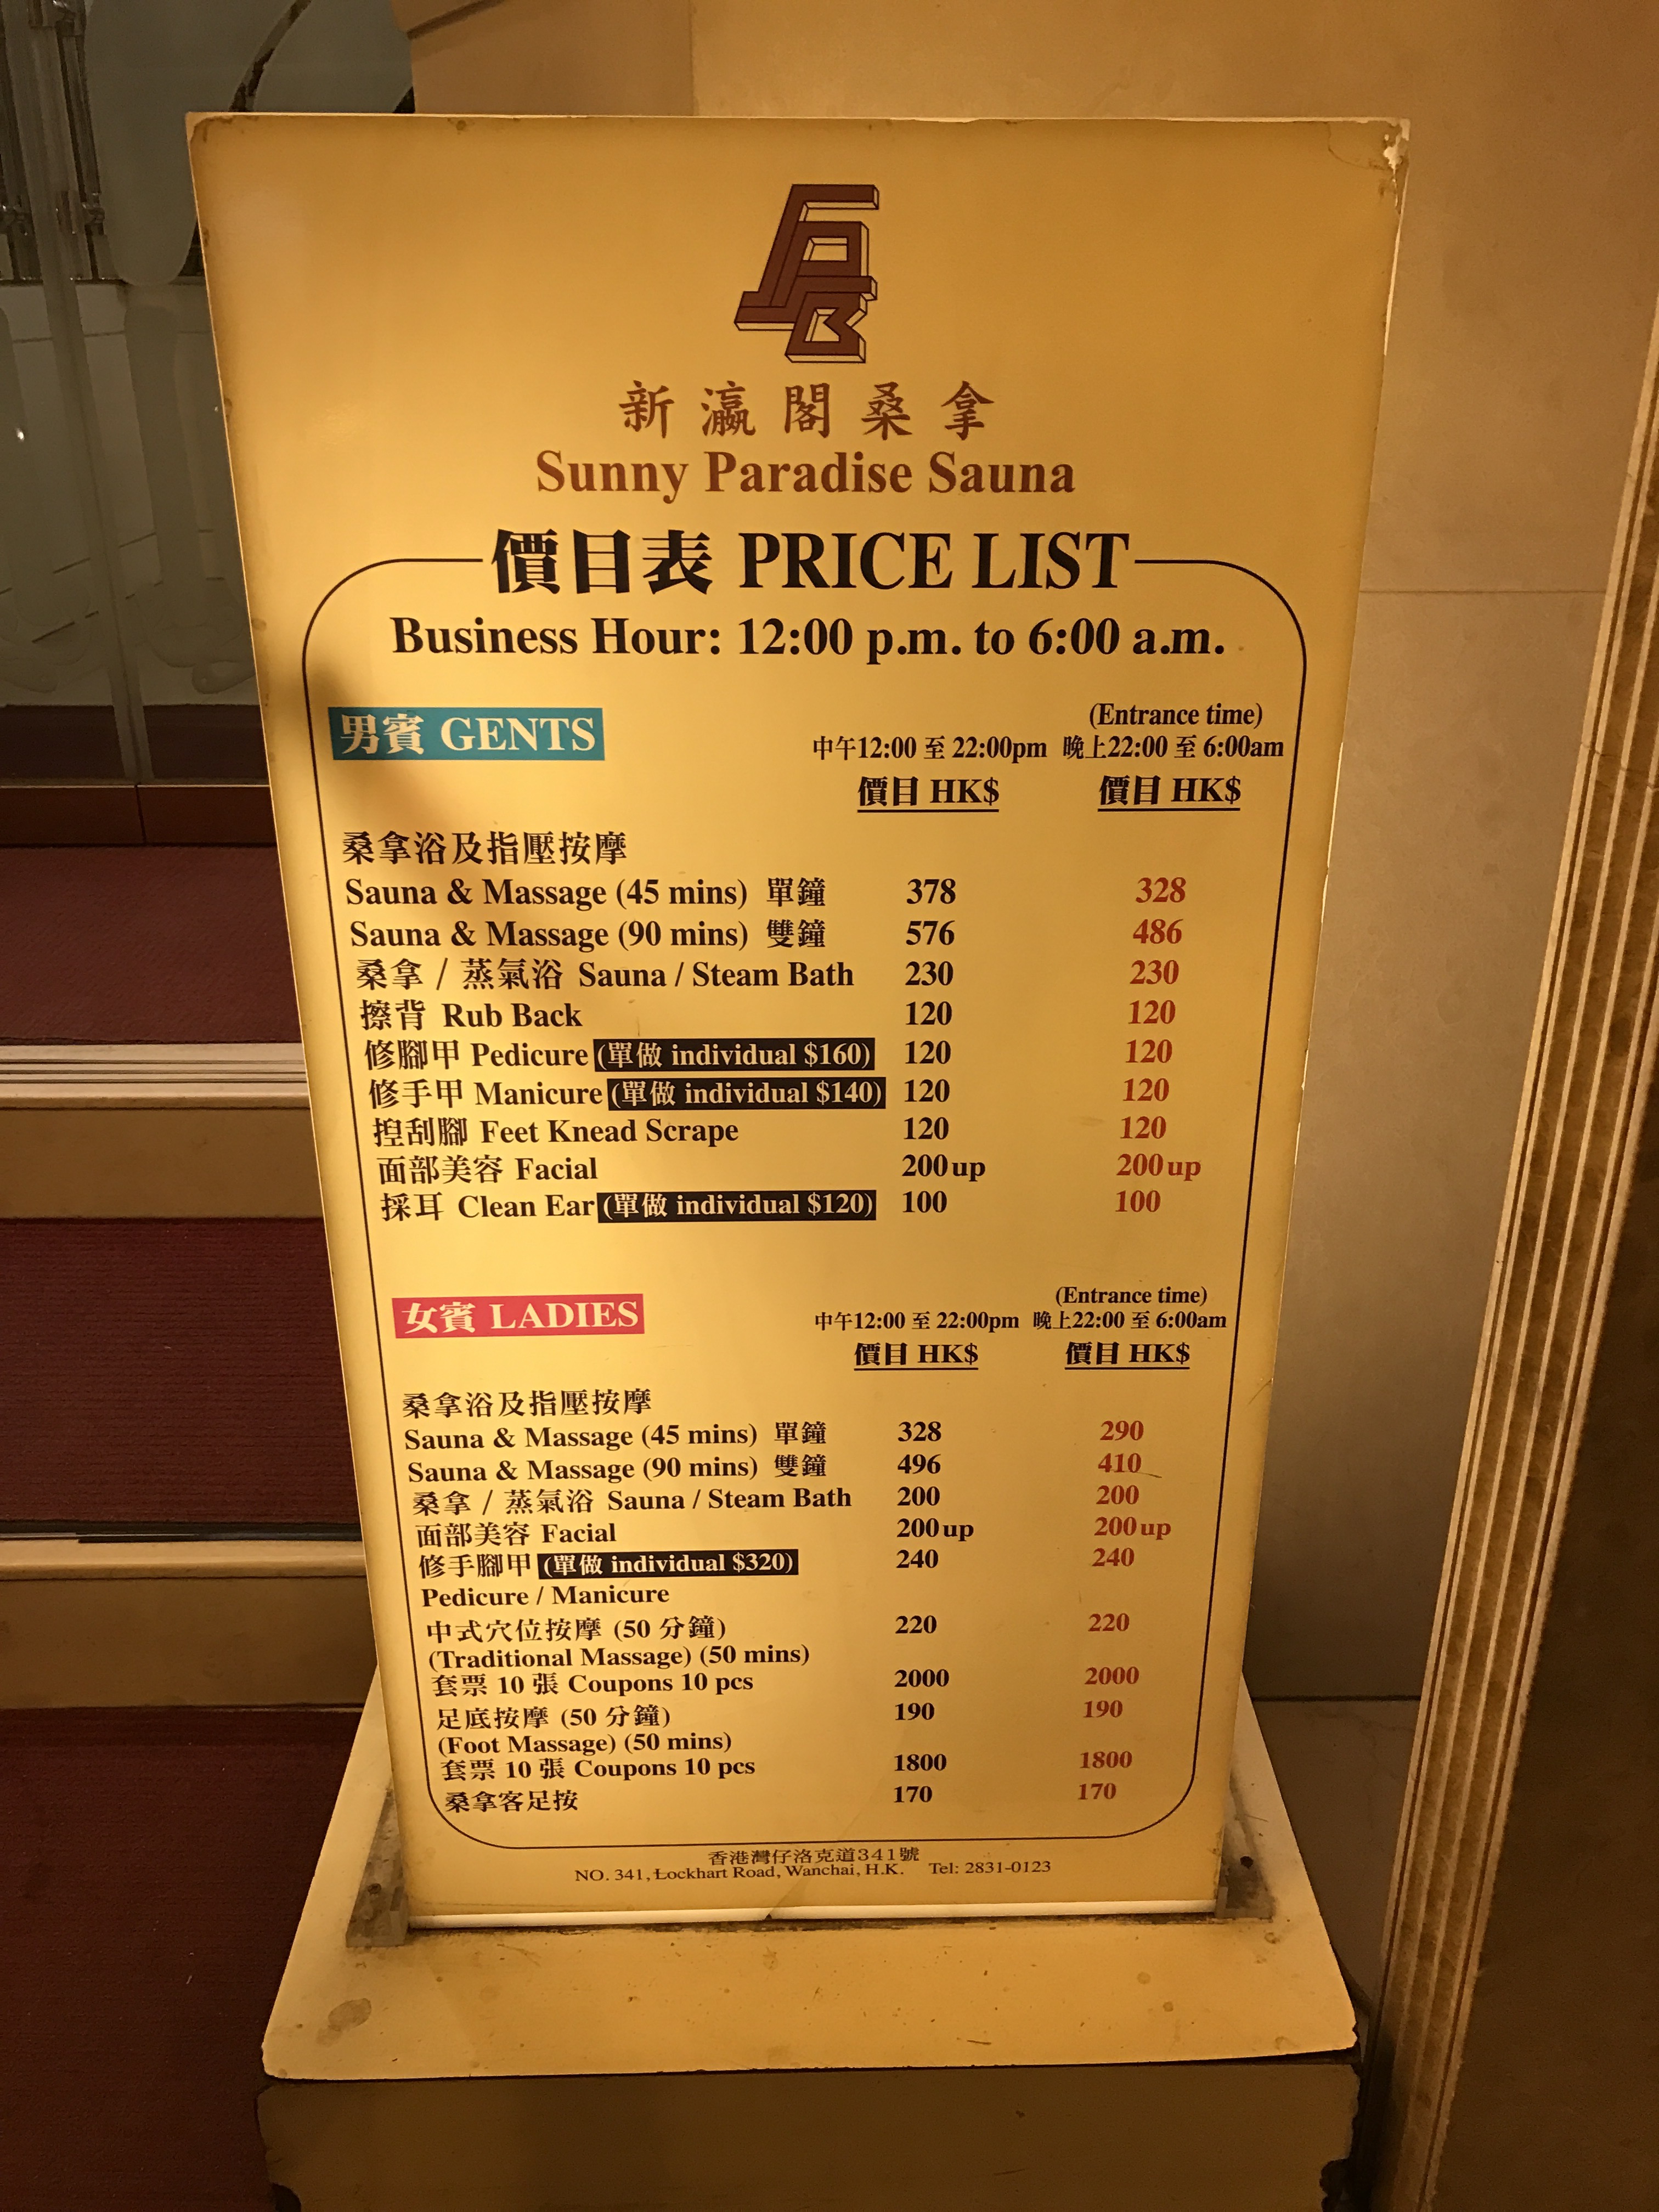 新瀛閣桑拿
Sunny Paradise Sauna
價目表 PRICE LIST
Business Hour: 12:00 p.m. to 6:00 a.m.
男賓 GENTS
(Entrance time)
中午12:00 至 22:00pm 晚上22:00 至 6:00am
價目 HK$ 價目 HK$
桑拿浴及指壓按摩
Sauna & Massage (45 mins) 單鐘 378 328
Sauna & Massage (90 mins) 雙鐘 576 486
桑拿 / 蒸氣浴 Sauna / Steam Bath 230 230
擦背 Rub Back 120 120
修腳甲 Pedicure (單做 individual $160) 120 120
修手甲 Manicure (單做 individual $140) 120 120
揑刮腳 Feet Knead Scrape 120 120
面部美容 Facial 200up 200up
採耳 Clean Ear (單做 individual $120) 100 100
女賓 LADIES
(Entrance time)
中午12:00 至 22:00pm 晚上22:00 至 6:00am
價目 HK$ 價目 HK$
桑拿浴及指壓按摩
Sauna & Massage (45 mins) 單鐘 328 290
Sauna & Massage (90 mins) 雙鐘 496 410
桑拿 / 蒸氣浴 Sauna / Steam Bath 200 200
面部美容 Facial 200up 200up
修手腳甲 (單做 individual $320) 240 240
Pedicure / Manicure
中式穴位按摩 (50 分鐘) 220 220
(Traditional Massage) (50 mins)
套票 10 張 Coupons 10 pcs 2000 2000
足底按摩 (50 分鐘) 190 190
(Foot Massage) (50 mins)
套票 10 張 Coupons 10 pcs 1800 1800
桑拿客足按 170 170
香港灣仔洛克道341號
NO. 341, Lockhart Road, Wanchai, H.K. Tel: 2831-0123